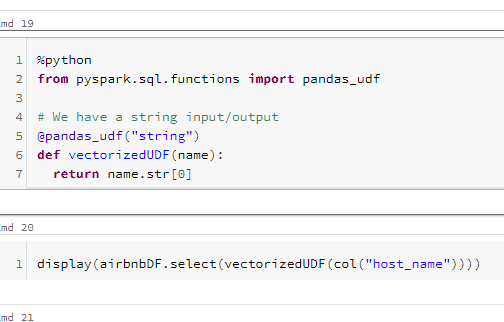 md 19
1 %python
2 from pyspark.sql.functions import pandas_udf
3
4 # We have a string input/output
5 @pandas_udf("string")
6 def vectorizedUDF(name):
7   return name.str[0]
md 20
1 display(airbnbDF.select(vectorizedUDF(col("host_name"))))
md 21